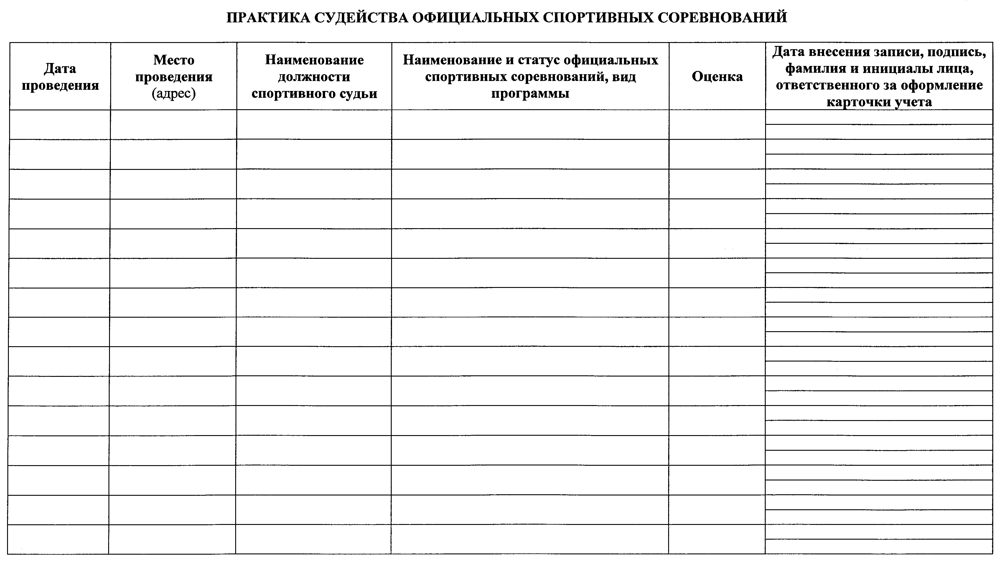 ПРАКТИКА СУДЕЙСТВА ОФИЦИАЛЬНЫХ СПОРТИВНЫХ СОРЕВНОВАНИЙ
Дата
проведения
Место
проведения
(адрес)
Наименование
должности
спортивного судьи
Наименование и статус официальных
спортивных соревнований, вид
программы
Оценка
Дата внесения записи, подпись,
фамилия и инициалы лица,
ответственного за оформление
карточки учета